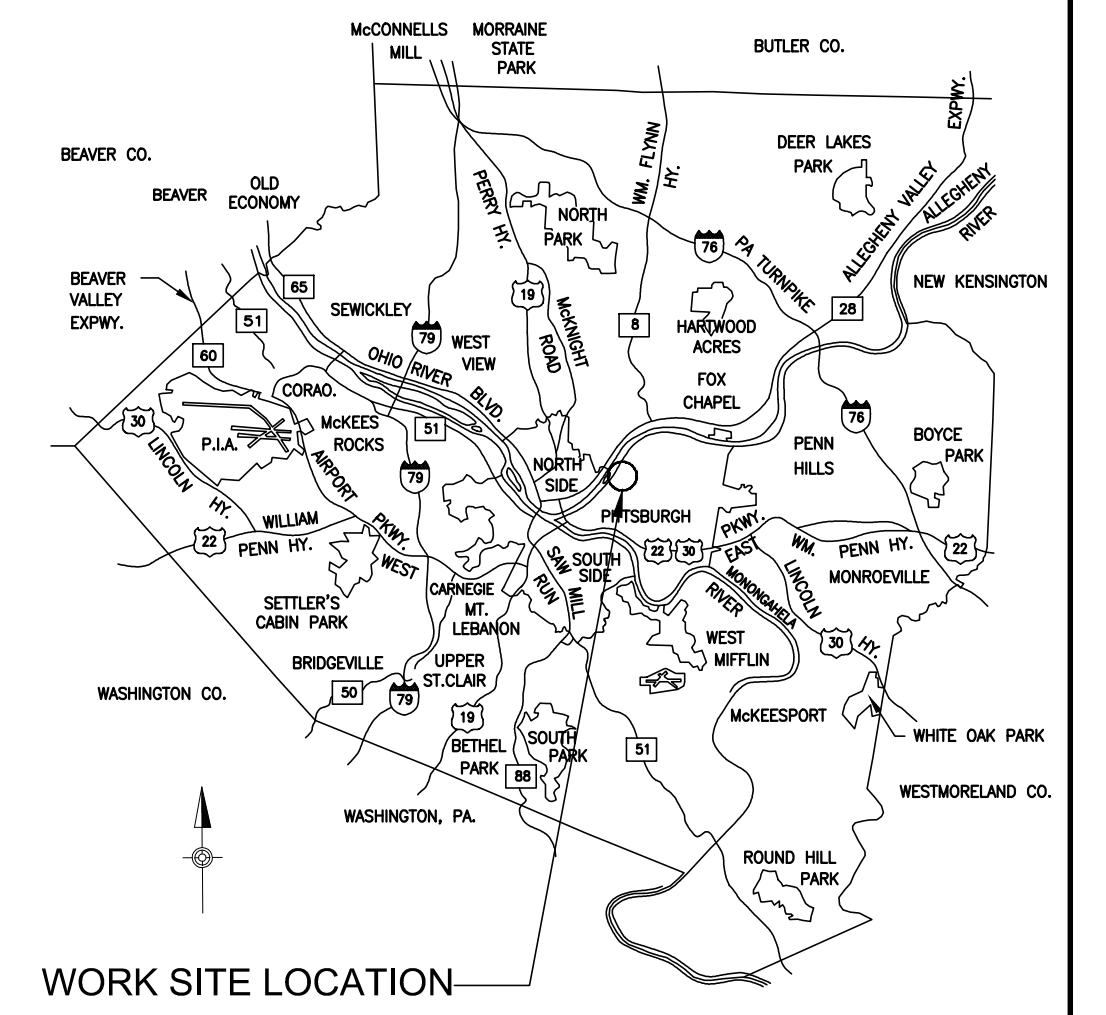 McCONNELLS
MILL
MORRAINE
STATE
PARK
BUTLER CO.
EXPWY.
BEAVER CO.
DEER LAKES
PARK
WM. FLYNN
HY.
BEAVER
OLD
ECONOMY
PERRY HY.
NORTH
PARK
ALLEGHENY VALLEY
ALLEGHENY
RIVER
76
PA TURNPIKE
BEAVER
VALLEY
EXPWY.
65
SEWICKLEY
19
McKNIGHT
ROAD
NEW KENSINGTON
51
8
28
HARTWOOD
ACRES
79
WEST
VIEW
60
OHIO RIVER
BLVD.
FOX
CHAPEL
CORAO.
30
P.I.A.
McKEES
ROCKS
51
76
BOYCE
PARK
PENN
HILLS
LINCOLN
HY.
AIRPORT
PKWY.
WEST
79
NORTH
SIDE
PITTSBURGH
22
WILLIAM
PENN HY.
SOUTH
SIDE
22
30
PKWY.
EAST
WM.
PENN HY.
22
MONROEVILLE
SAW MILL
RUN
MONONGAHELA
RIVER
LINCOLN
HY.
30
SETTLER'S
CABIN PARK
CARNEGIE
MT.
LEBANON
WEST
MIFFLIN
BRIDGEVILLE
UPPER
ST.CLAIR
WASHINGTON CO.
50
79
19
McKEESPORT
WHITE OAK PARK
BETHEL
PARK
SOUTH
PARK
51
88
WESTMORELAND CO.
WASHINGTON, PA.
ROUND HILL
PARK
WORK SITE LOCATION